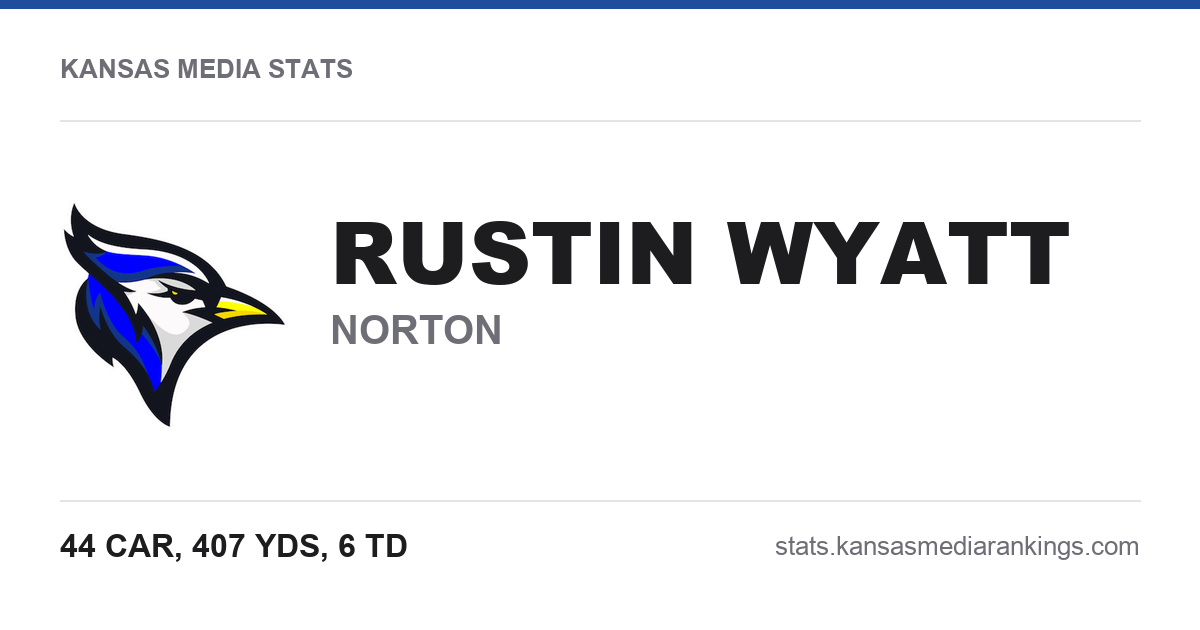 KANSAS MEDIA STATS
RUSTIN WYATT
NORTON
44 CAR, 407 YDS, 6 TD
stats.kansasmediarankings.com